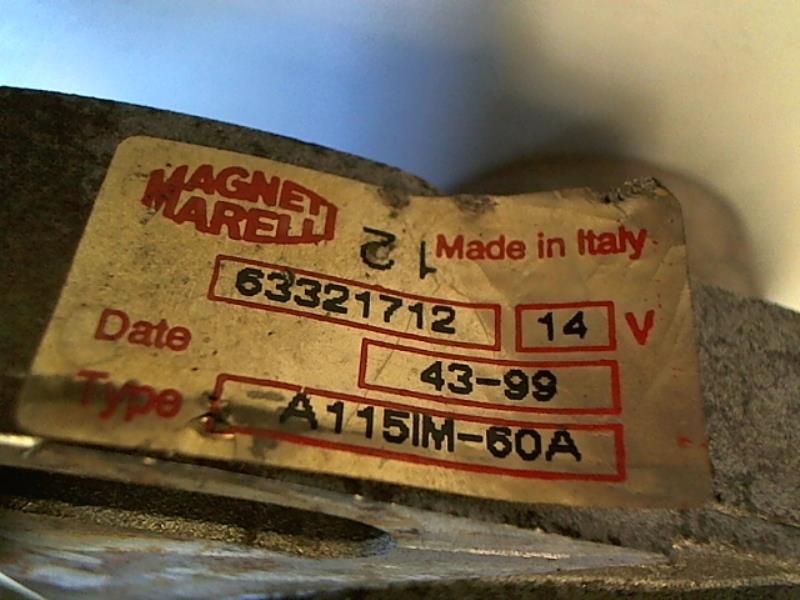 MAGNETI
MARELLI
12
Made in Italy
63321712
14 V
Date 43-99
Type A115IM-60A